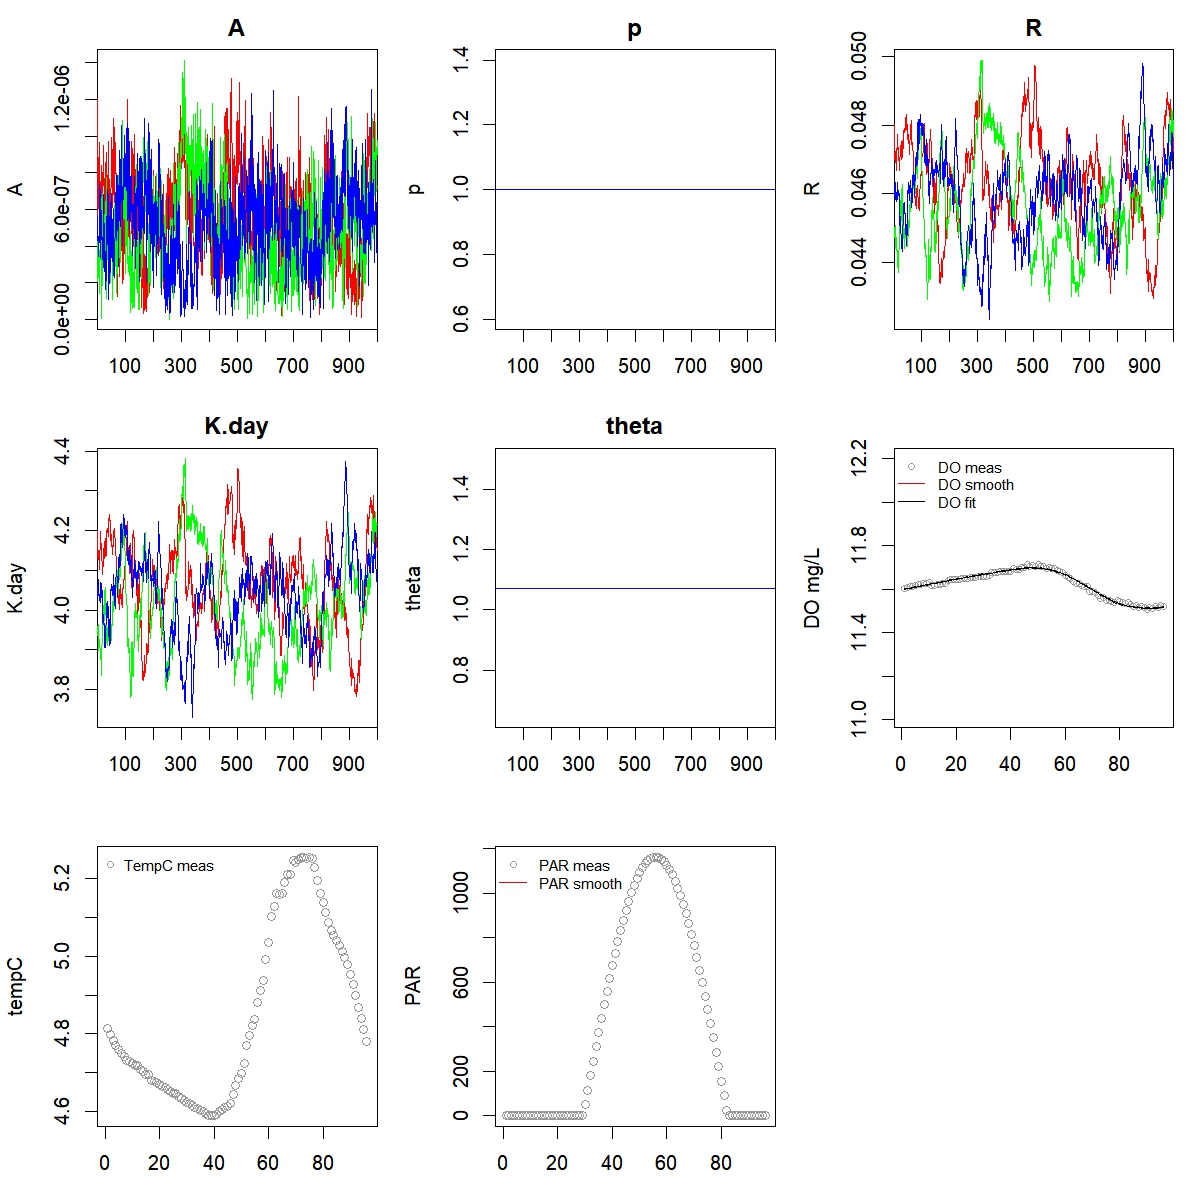 A
p
R
A
0.0e+00 6.0e-07 1.2e-06
100 300 500 700 900
p
0.6 0.8 1.0 1.2 1.4
100 300 500 700 900
R
0.044 0.046 0.048 0.050
100 300 500 700 900
K.day
theta
K.day
3.8 4.0 4.2 4.4
100 300 500 700 900
theta
0.8 1.0 1.2 1.4
100 300 500 700 900
DO mg/L
11.0 11.4 11.8 12.2
DO meas
DO smooth
DO fit
0 20 40 60 80
tempC
4.6 4.8 5.0 5.2
TempC meas
0 20 40 60 80
PAR
0 200 600 1000
PAR meas
PAR smooth
0 20 40 60 80